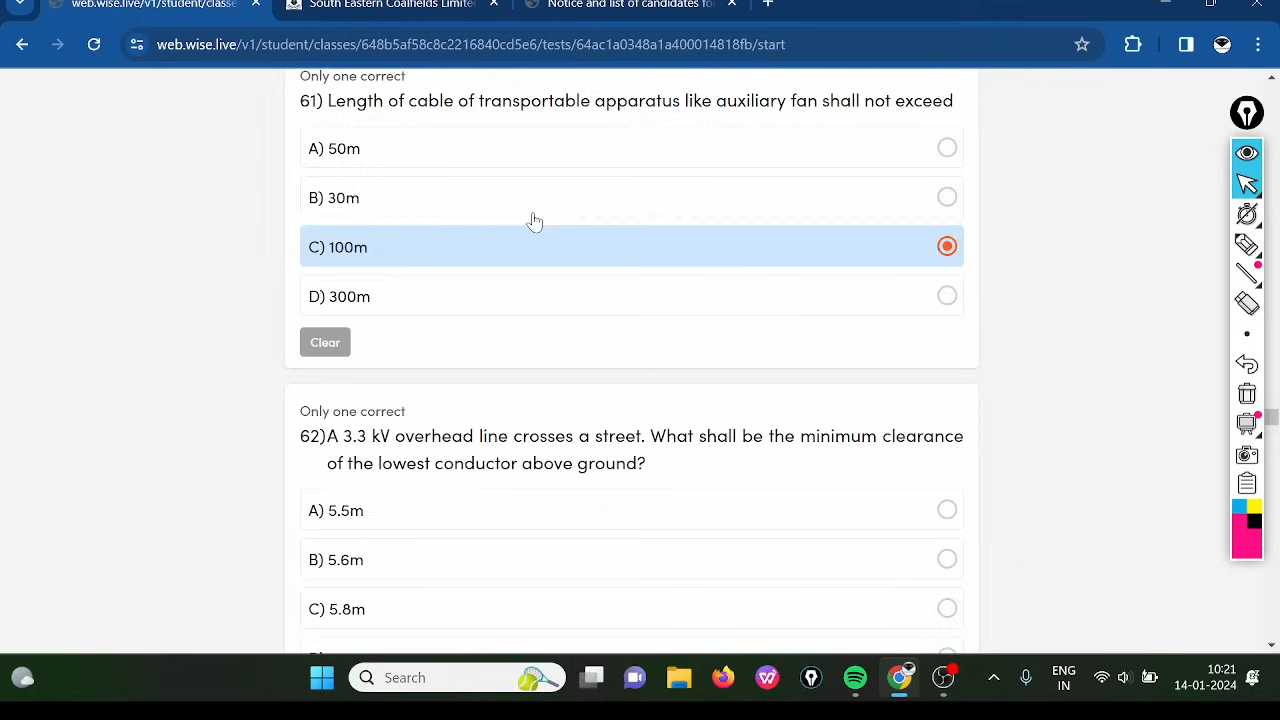 web.wise.live/v1/student/classe
South Eastern Coalfields Limite
Notice and list of candidates fo
web.wise.live/v1/student/classes/648b5af58c8c2216840cd5e6/tests/64ac1a0348a1a400014818fb/start
Only one correct
61) Length of cable of transportable apparatus like auxiliary fan shall not exceed
A) 50m
B) 30m
C) 100m
D) 300m
Clear
Only one correct
62)A 3.3 kV overhead line crosses a street. What shall be the minimum clearance
of the lowest conductor above ground?
A) 5.5m
B) 5.6m
C) 5.8m
Search
ENG
IN
10:21
14-01-2024